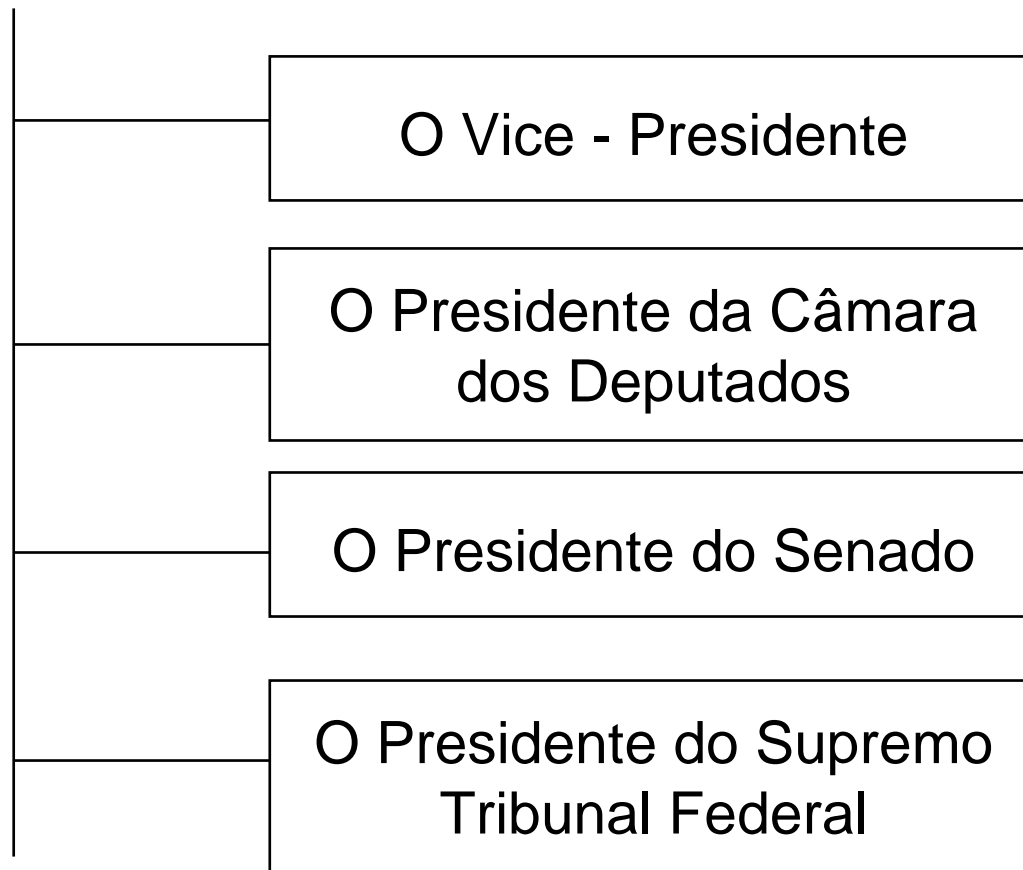 O Vice - Presidente
O Presidente da Câmara
dos Deputados
O Presidente do Senado
O Presidente do Supremo
Tribunal Federal